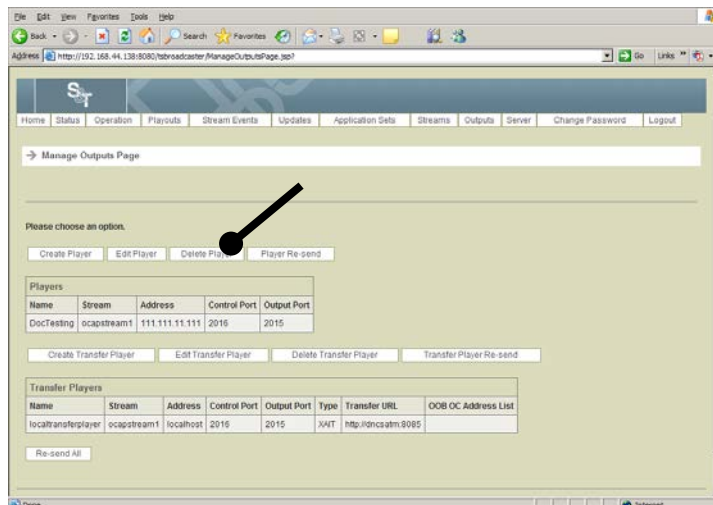 File Edit View Favorites Tools Help
Back Search Favorites
Address http://192.168.44.138:8080/tsbroadcaster/ManageOutputsPage.jsp? Go Links »
S&T
Home Status Operation Playouts Stream Events Updates Application Sets Streams Outputs Server Change Password Logout
Manage Outputs Page
Please choose an option.
Create Player Edit Player Delete Player Player Re-send
Players
Name Stream Address Control Port Output Port
DocTesting ocapstream1 111.111.11.111 2016 2015
Create Transfer Player Edit Transfer Player Delete Transfer Player Transfer Player Re-send
Transfer Players
Name Stream Address Control Port Output Port Type Transfer URL OOB OC Address List
localtransferplayer ocapstream1 localhost 2016 2015 XAIT http://dncsatm:8085
Re-send All
Done Internet